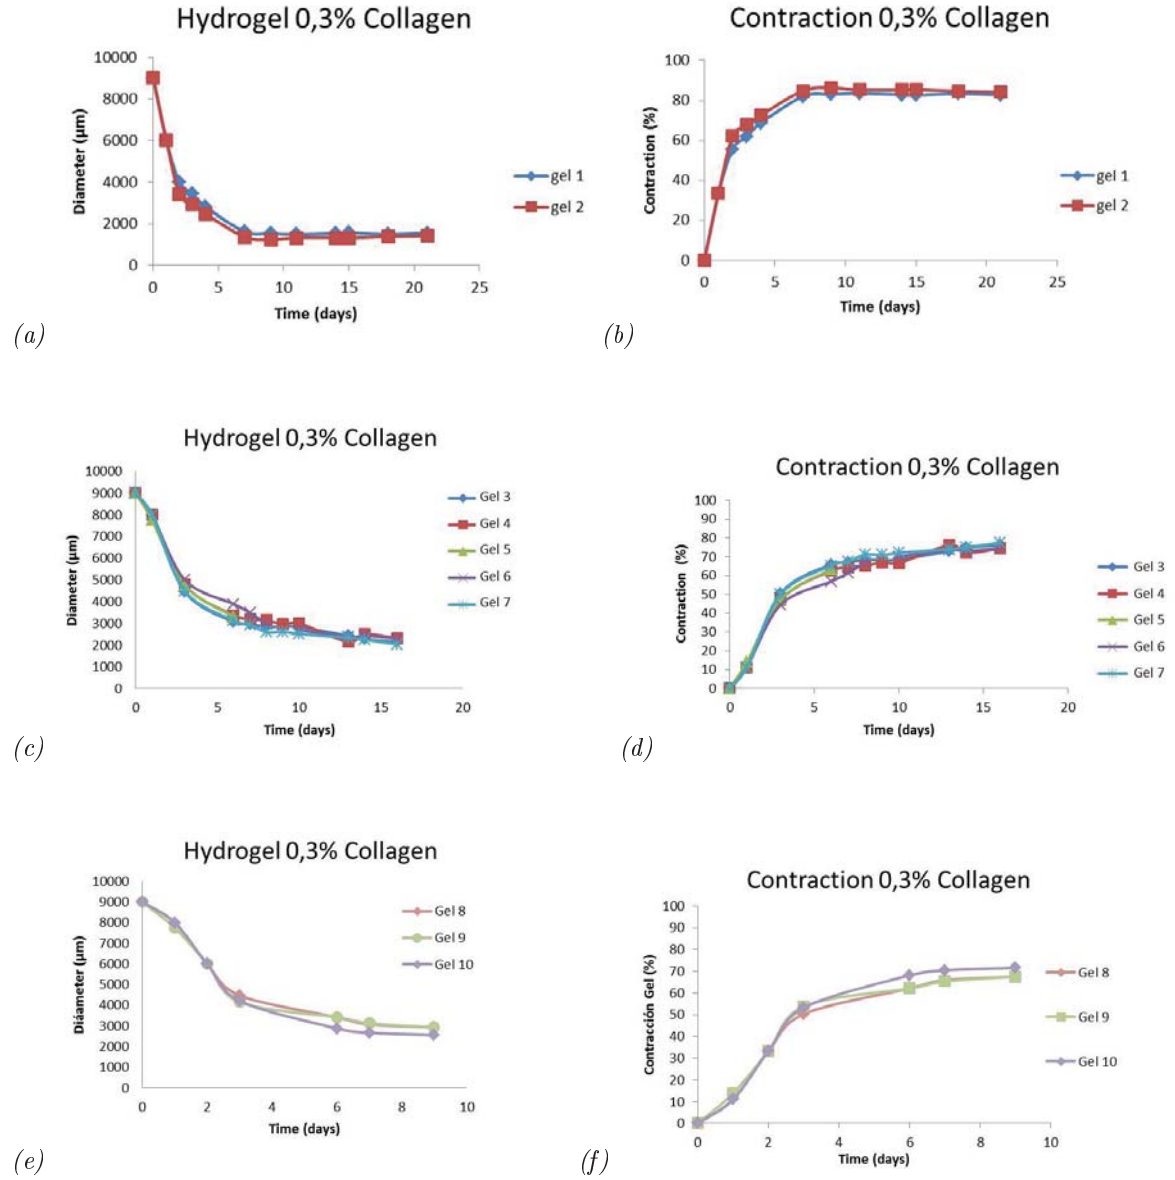 Hydrogel 0,3% Collagen
10000
8000
6000
4000
2000
0
Diameter (µm)
0 5 10 15 20 25
Time (days)
gel 1
gel 2
(a)
Contraction 0,3% Collagen
100
80
60
40
20
0
Contraction (%)
0 5 10 15 20 25
Time (days)
gel 1
gel 2
(b)
Hydrogel 0,3% Collagen
10000
9000
8000
7000
6000
5000
4000
3000
2000
1000
0
Diameter (µm)
0 5 10 15 20
Time (days)
Gel 3
Gel 4
Gel 5
Gel 6
Gel 7
(c)
Contraction 0,3% Collagen
100
90
80
70
60
50
40
30
20
10
0
Contraction (%)
0 5 10 15 20
Time (days)
Gel 3
Gel 4
Gel 5
Gel 6
Gel 7
(d)
Hydrogel 0,3% Collagen
10000
9000
8000
7000
6000
5000
4000
3000
2000
1000
0
Diáameter (µm)
0 2 4 6 8 10
Time (days)
Gel 8
Gel 9
Gel 10
(e)
Contraction 0,3% Collagen
100
90
80
70
60
50
40
30
20
10
0
Contracción Gel (%)
0 2 4 6 8 10
Time (days)
Gel 8
Gel 9
Gel 10
(f)